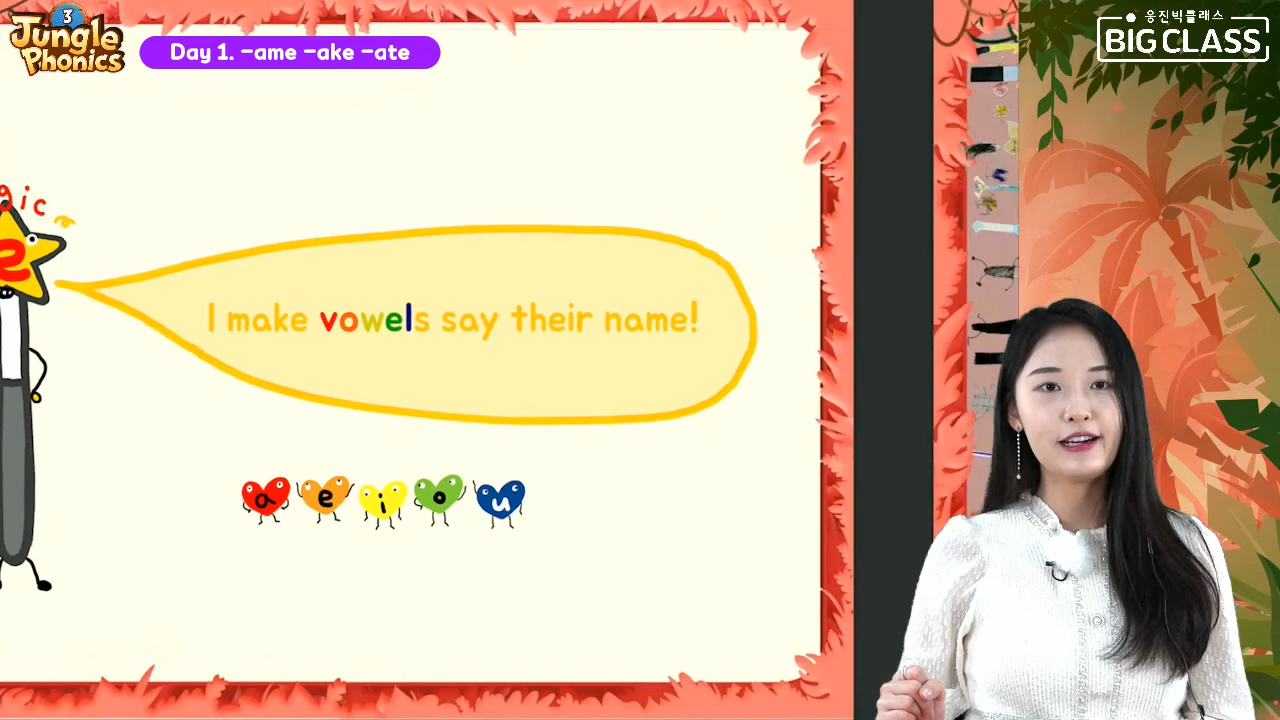 3
Jungle
Phonics
Day 1. –ame –ake –ate
웅진빅클래스
BIG CLASS
gic
e
I make vowels say their name!
a e i o u